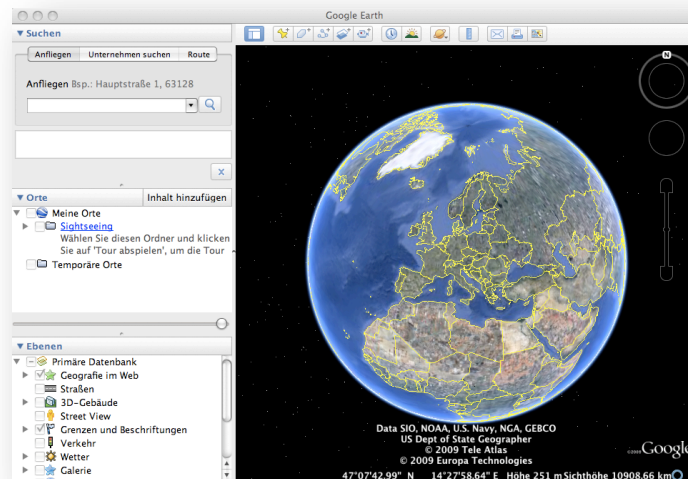 Google Earth
Suchen
Anfliegen Unternehmen suchen Route
Anfliegen Bsp.: Hauptstraße 1, 63128
Orte Inhalt hinzufügen
Meine Orte
Sightseeing
Wählen Sie diesen Ordner und klicken
Sie auf 'Tour abspielen', um die Tour
Temporäre Orte
Ebenen
Primäre Datenbank
Geografie im Web
Straßen
3D-Gebäude
Street View
Grenzen und Beschriftungen
Verkehr
Wetter
Galerie
N
Data SIO, NOAA, U.S. Navy, NGA, GEBCO
US Dept of State Geographer
© 2009 Tele Atlas
© 2009 Europa Technologies
©2009 Google
47°07'42.99" N 14°27'58.64" E Höhe 251 m Sichthöhe 10908.66 km